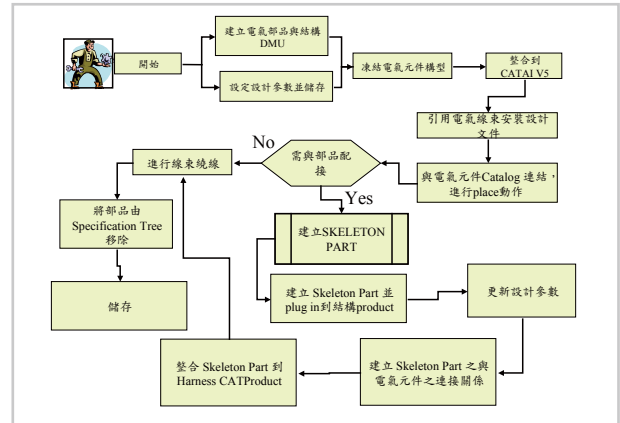 開始
建立電氣部品與結構
DMU
設定設計參數並儲存
凍結電氣元件構型
整合到
CATAI V5
引用電氣線束安裝設計
文件
與電氣元件Catalog 連結，
進行place動作
需與部品配
接
No
Yes
進行線束繞線
將部品由
Specification Tree
移除
儲存
建立SKELETON
PART
建立 Skeleton Part 並
plug in到結構product
更新設計參數
建立 Skeleton Part 之與
電氣元件之連接關係
整合 Skeleton Part 到
Harness CATProduct